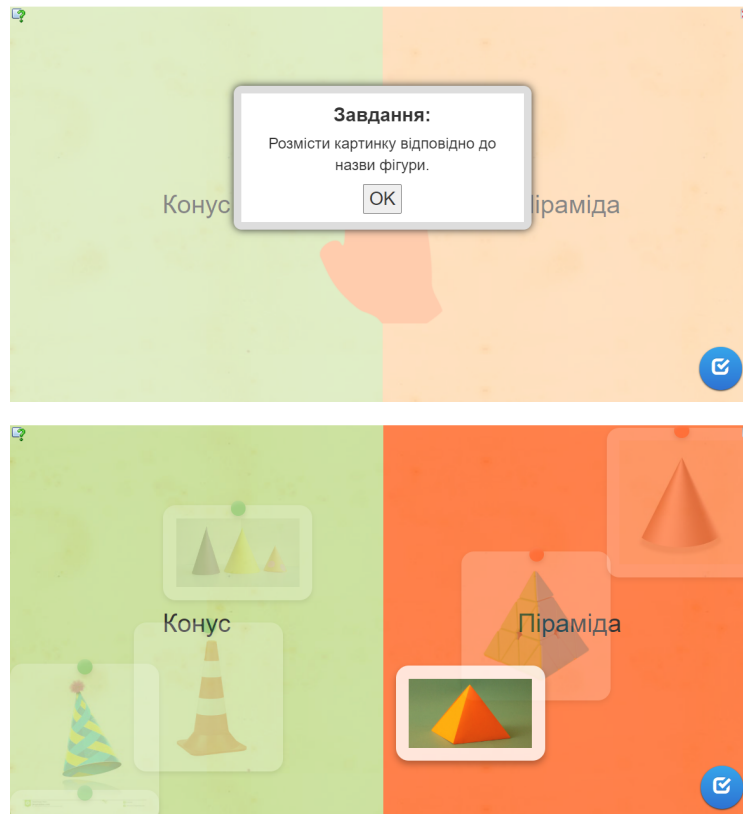 Завдання:
Розмісти картинку відповідно до
назви фігури.
OK
Конус
іраміда
Конус
Піраміда